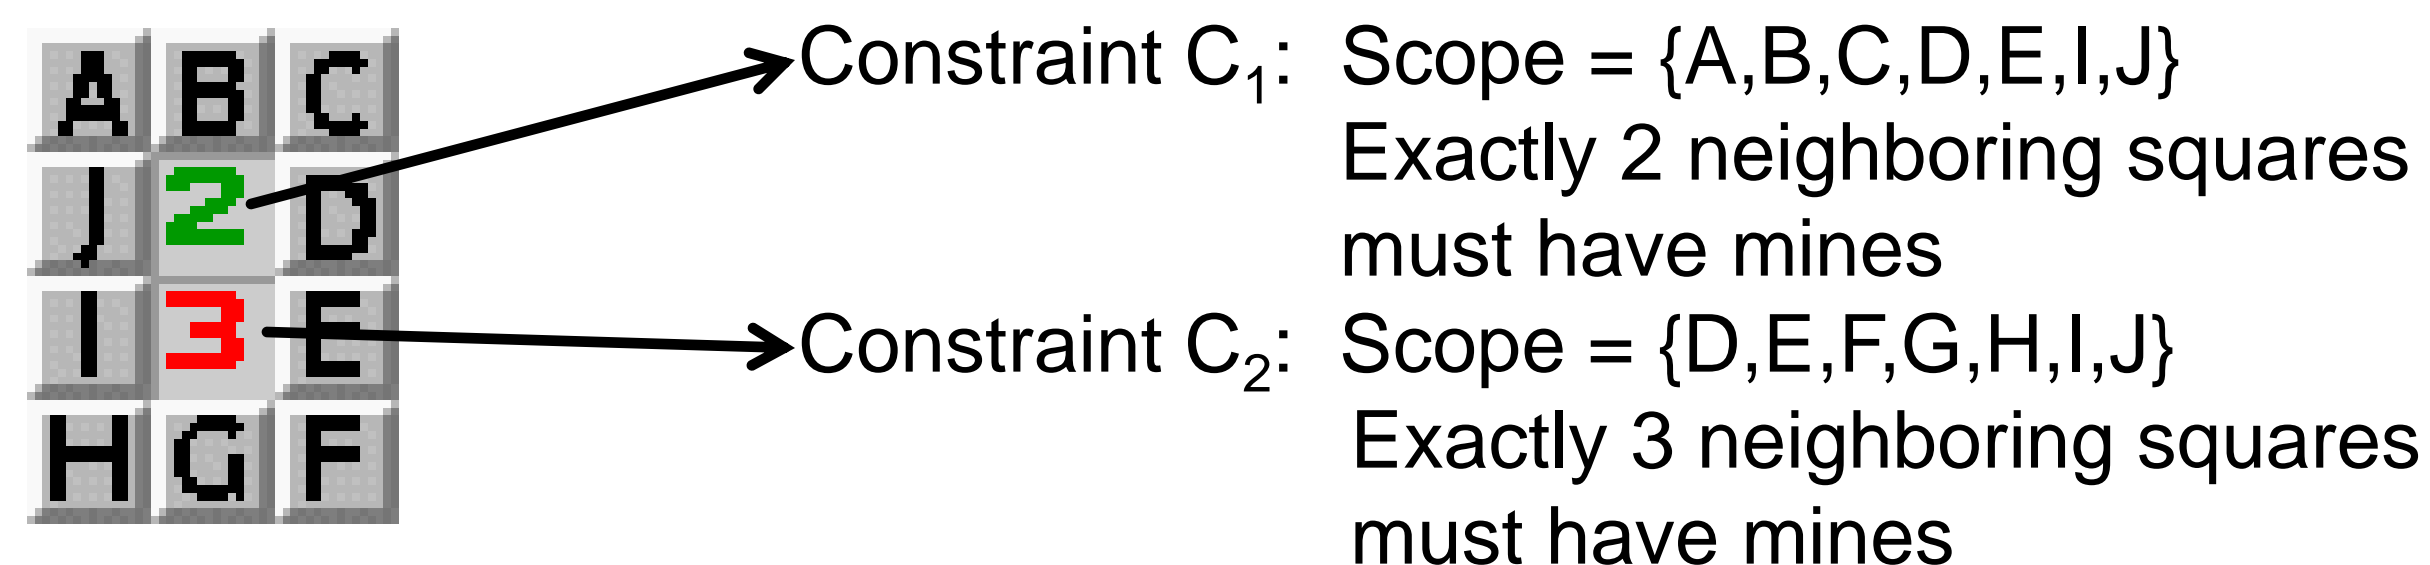 A B C
J 2 D
I 3 E
H G F
Constraint C₁: Scope = {A,B,C,D,E,I,J}
Exactly 2 neighboring squares
must have mines
Constraint C₂: Scope = {D,E,F,G,H,I,J}
Exactly 3 neighboring squares
must have mines